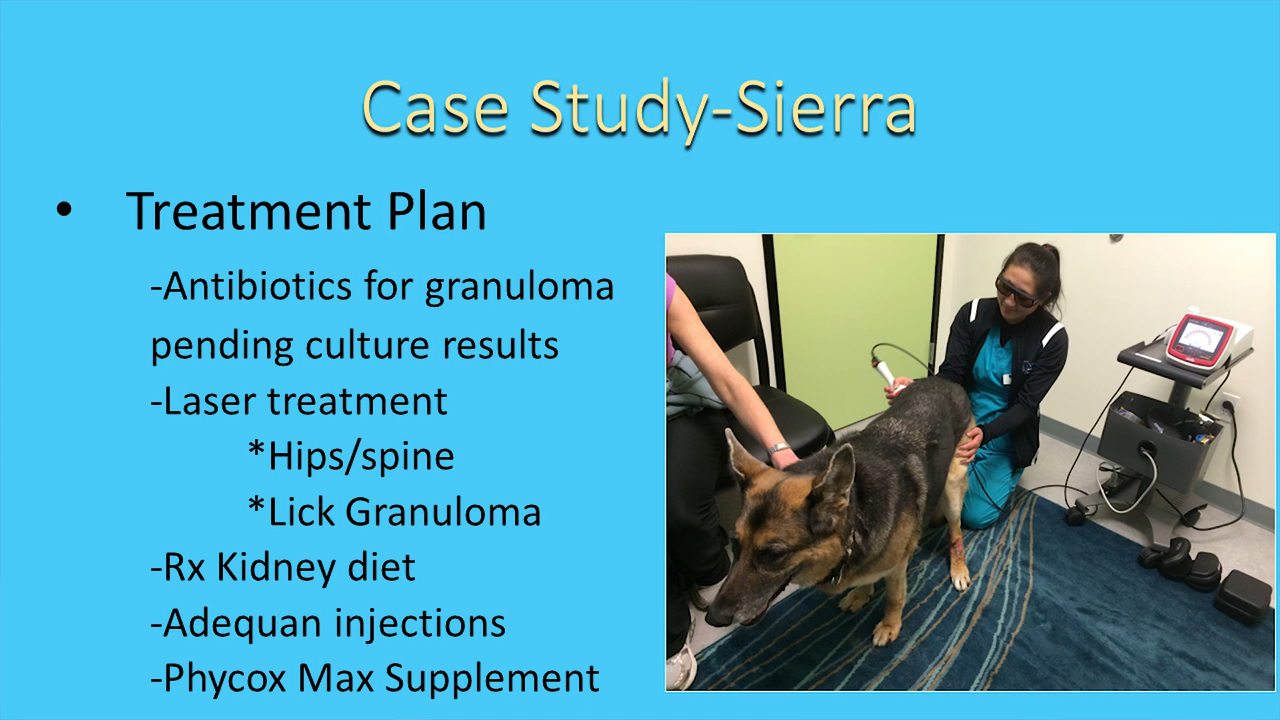 Case Study-Sierra
• Treatment Plan
-Antibiotics for granuloma
pending culture results
-Laser treatment
*Hips/spine
*Lick Granuloma
-Rx Kidney diet
-Adequan injections
-Phycox Max Supplement